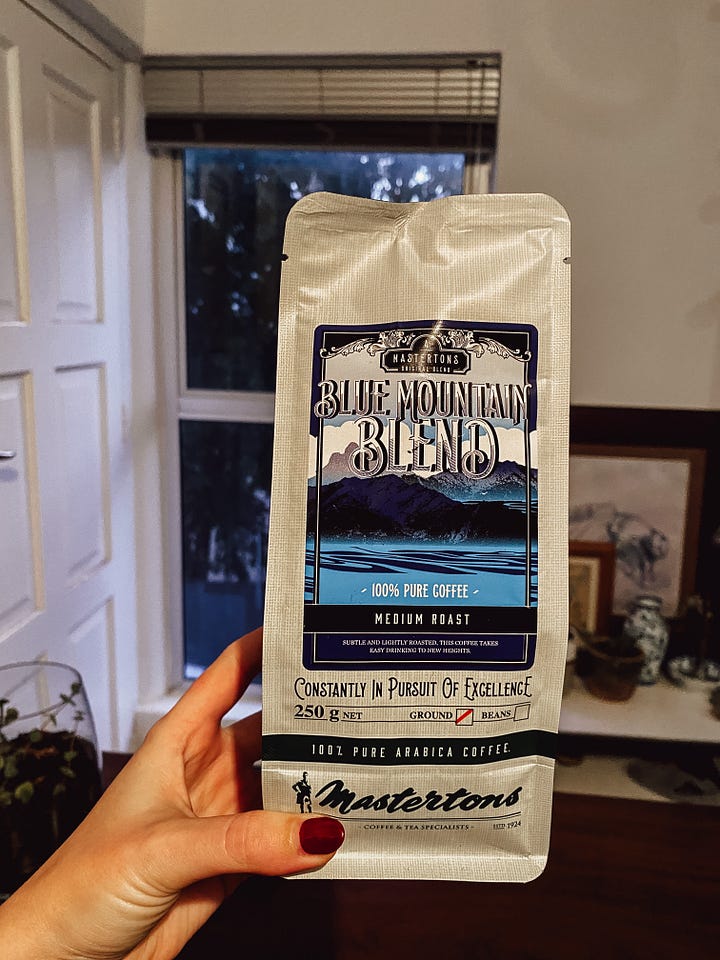 MASTERTONS
ORIGINAL BLEND
BLUE MOUNTAIN
BLEND
- 100% PURE COFFEE -
MEDIUM ROAST
SUBTLE AND LIGHTLY ROASTED, THIS COFFEE TAKES
EASY DRINKING TO NEW HEIGHTS.
CONSTANTLY IN PURSUIT OF EXCELLENCE
250 g NET GROUND BEANS
100% PURE ARABICA COFFEE.
Mastertons
- COFFEE & TEA SPECIALISTS - ESTD 1924